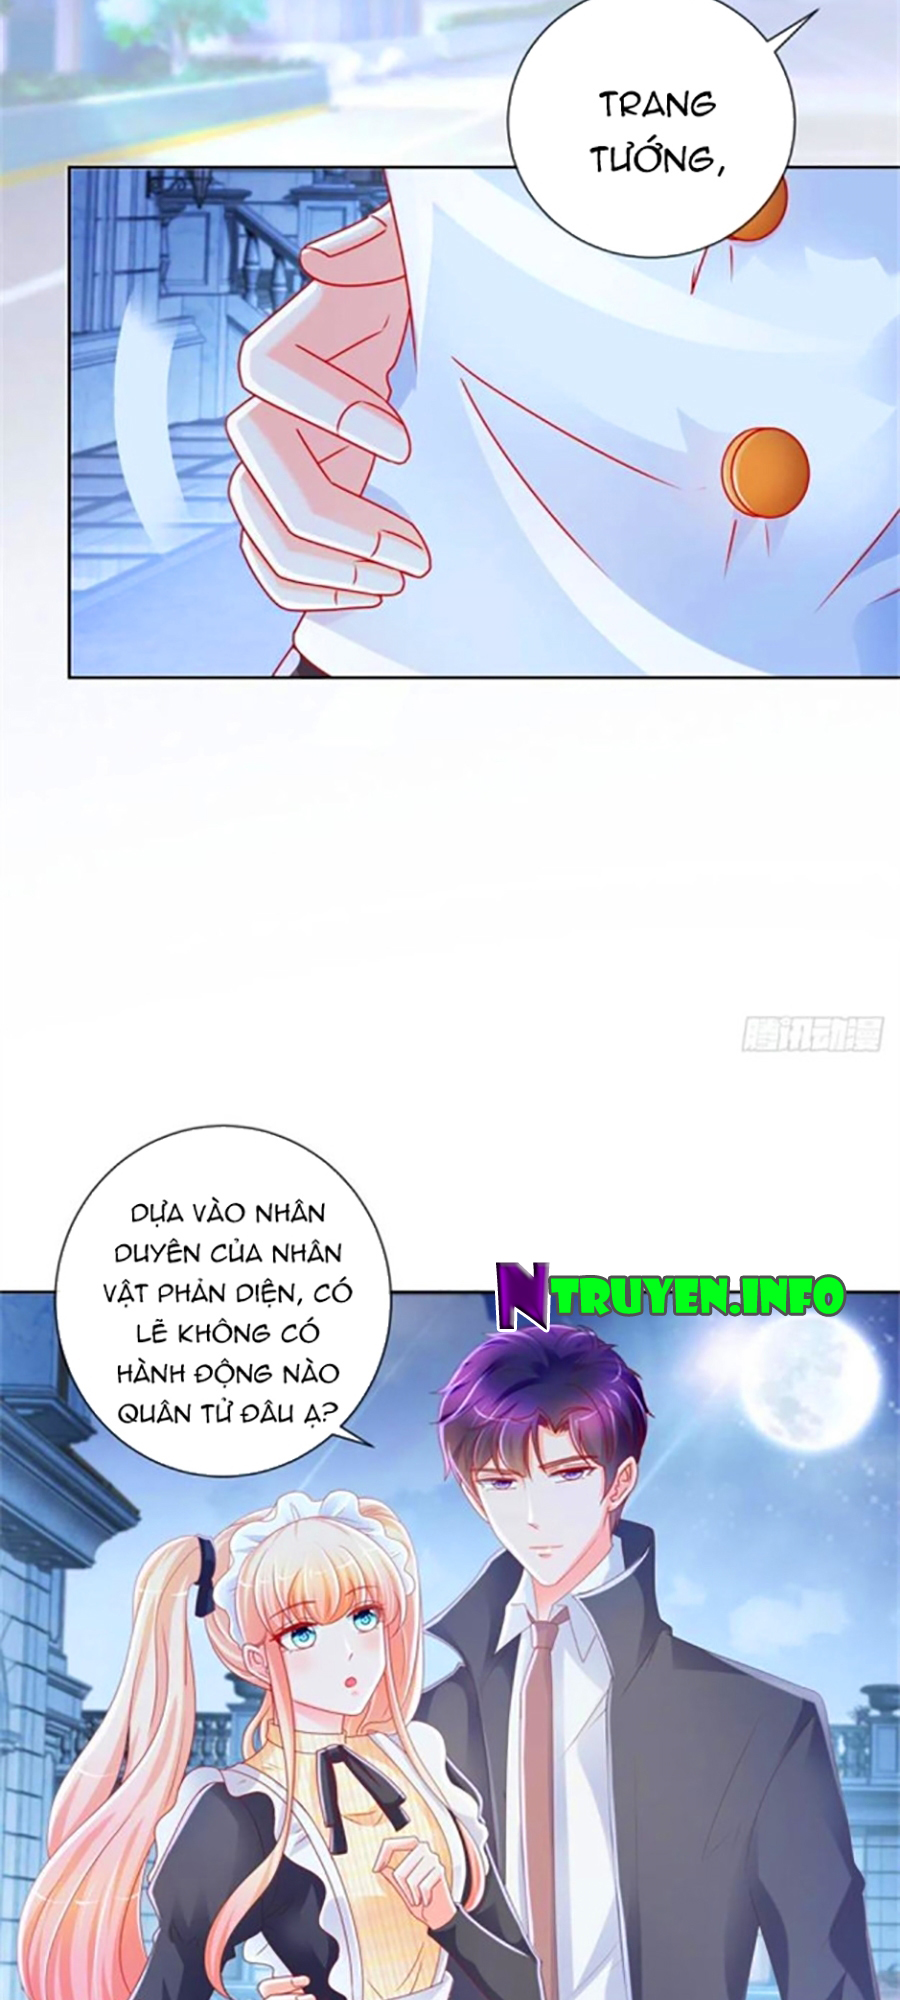 TRANG
TƯỚNG,
腾讯动漫
DỰA VÀO NHÂN
DUYÊN CỦA NHÂN
VẬT PHẢN DIỆN, CÓ
LẼ KHÔNG CÓ
HÀNH ĐỘNG NÀO
QUÂN TỬ ĐÂU Ạ?
NTRUYEN.INFO